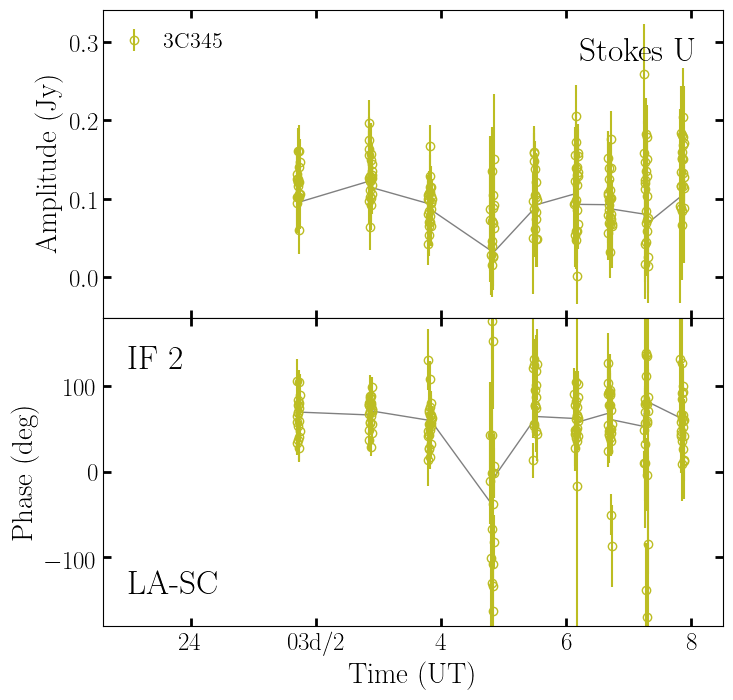 3C345
Stokes U
Amplitude (Jy)
0.3
0.2
0.1
0.0
IF 2
Phase (deg)
100
0
−100
LA-SC
24 03d/2 4 6 8
Time (UT)